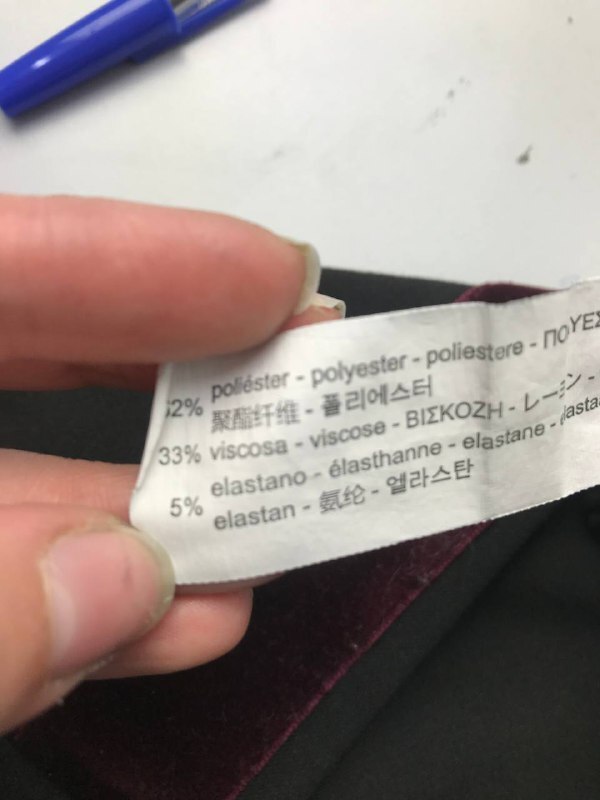 62% poliéster - polyester - poliestere - ΠΟΥΕΣ
聚酯纤维 - 폴리에스터
33% viscosa - viscose - ΒΙΣΚΟΖΗ - レーヨン -
5% elastano - élasthanne - elastane -
elastan - 氨纶 - 엘라스탄